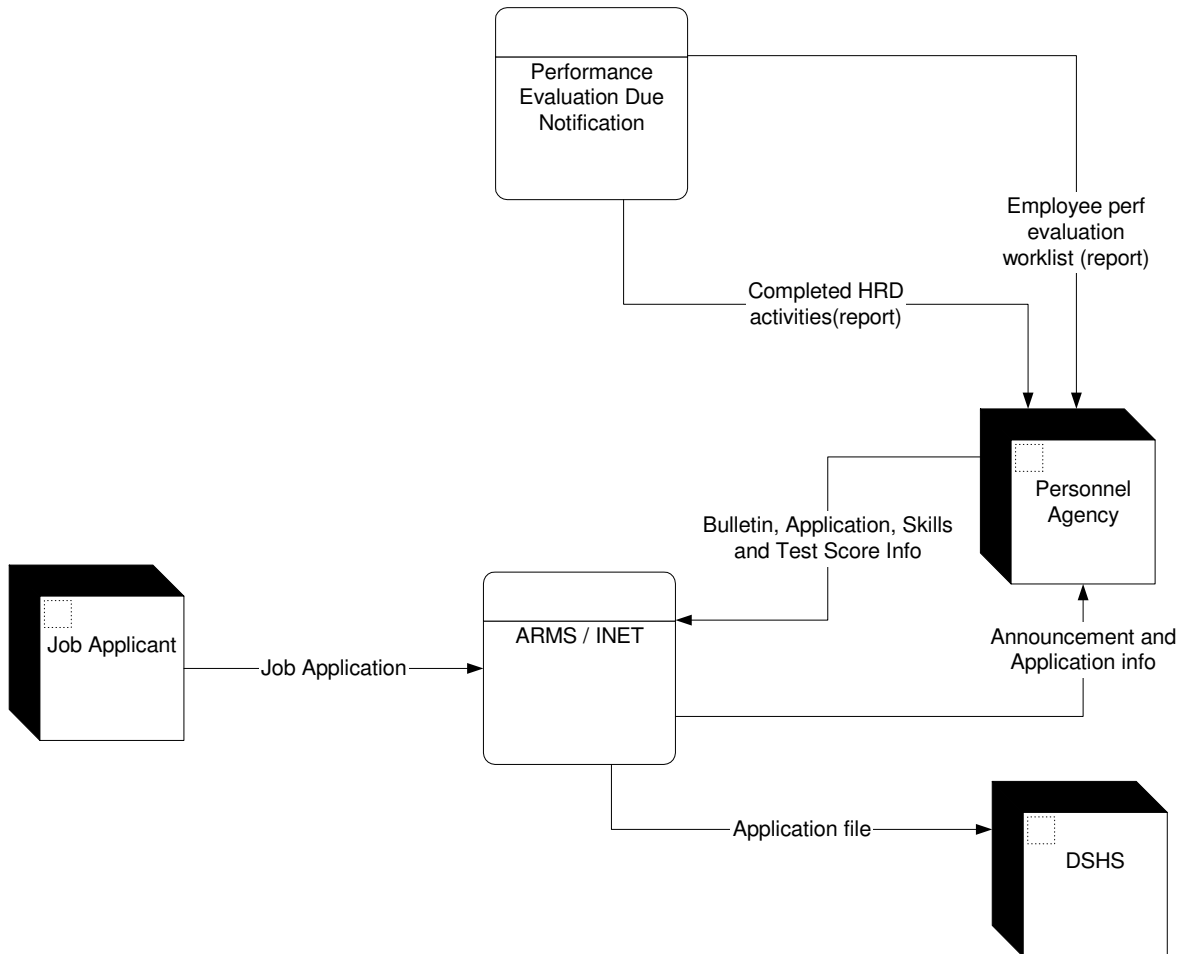 Performance
Evaluation Due
Notification
Employee perf
evaluation
worklist (report)
Completed HRD
activities(report)
Personnel
Agency
Bulletin, Application, Skills
and Test Score Info
Job Applicant
Job Application
ARMS / INET
Announcement and
Application info
Application file
DSHS